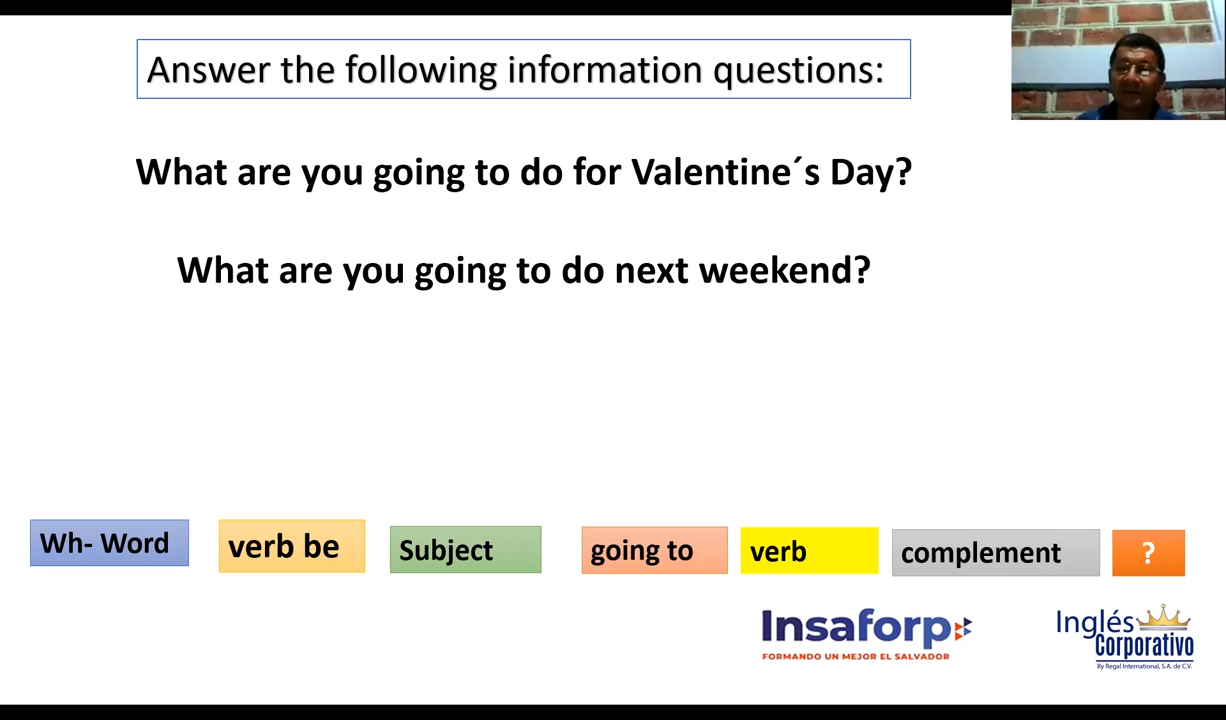 Answer the following information questions:
What are you going to do for Valentine´s Day?
What are you going to do next weekend?
Wh- Word verb be Subject going to verb complement ?
Insaforp
FORMANDO UN MEJOR EL SALVADOR
Inglés
Corporativo
By Regal International, S.A. de C.V.